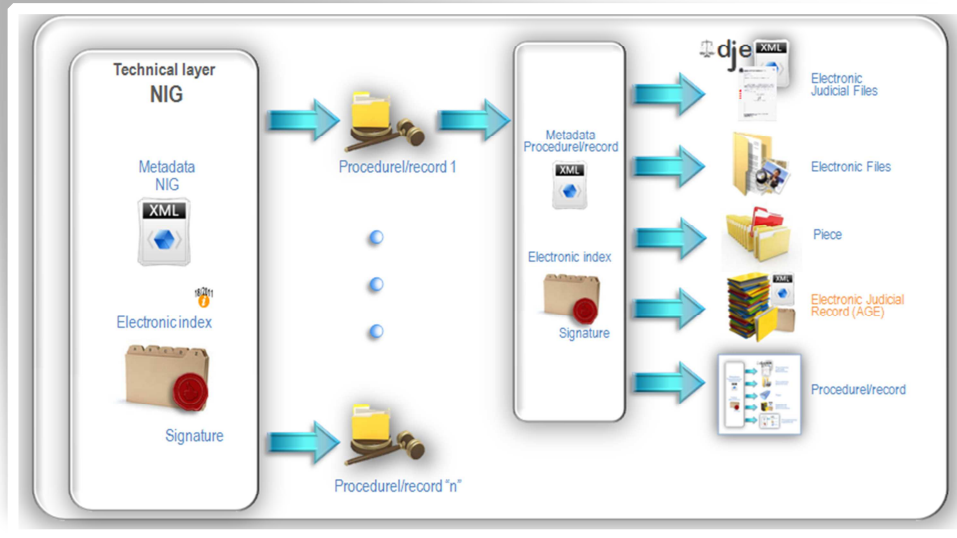 Technical layer
NIG
Metadada
NIG
XML
Electronic index
Signature
Procedurel/record 1
Procedurel/record “n”
Metadata
Procedurel/record
XML
Electronic index
Signature
dje
XML
Electronic
Judicial Files
Electronic Files
Piece
XML
Electronic Judicial
Record (AGE)
Procedurel/record